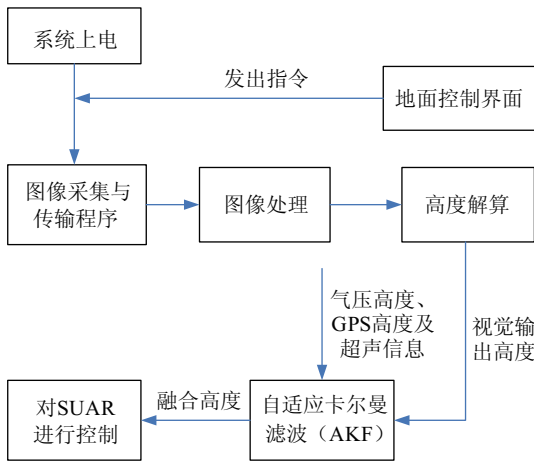 系统上电
发出指令
地面控制界面
图像采集与
传输程序
图像处理
高度解算
气压高度、
GPS高度及
超声信息
视觉输
出高度
融合高度
对SUAR
进行控制
自适应卡尔曼
滤波（AKF）